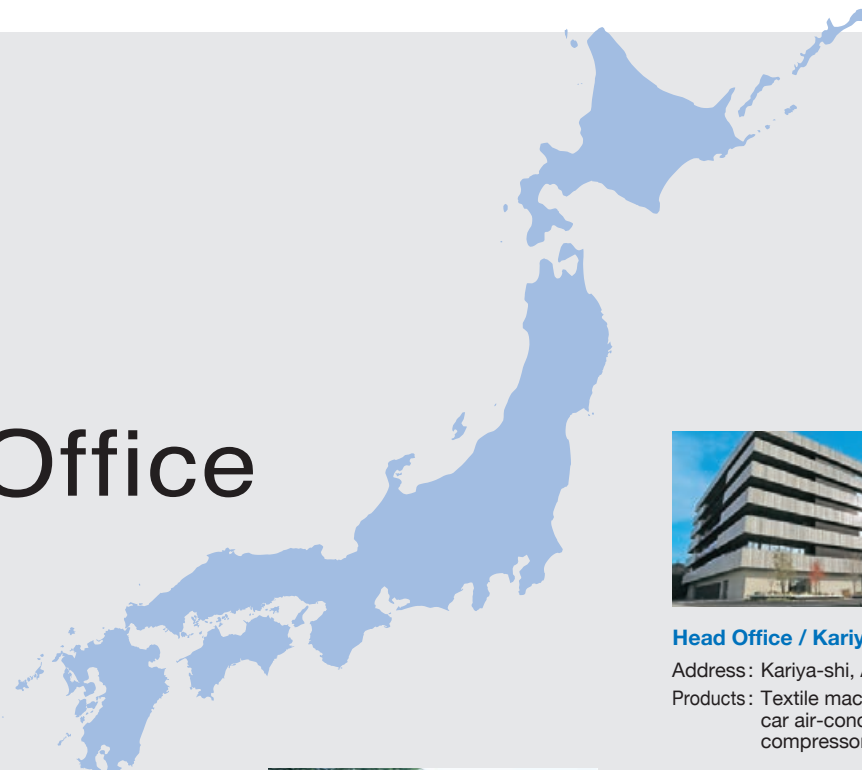 Office
Head Office / Kariy
Address: Kariya-shi,
Products: Textile mac
car air-cond
compressor